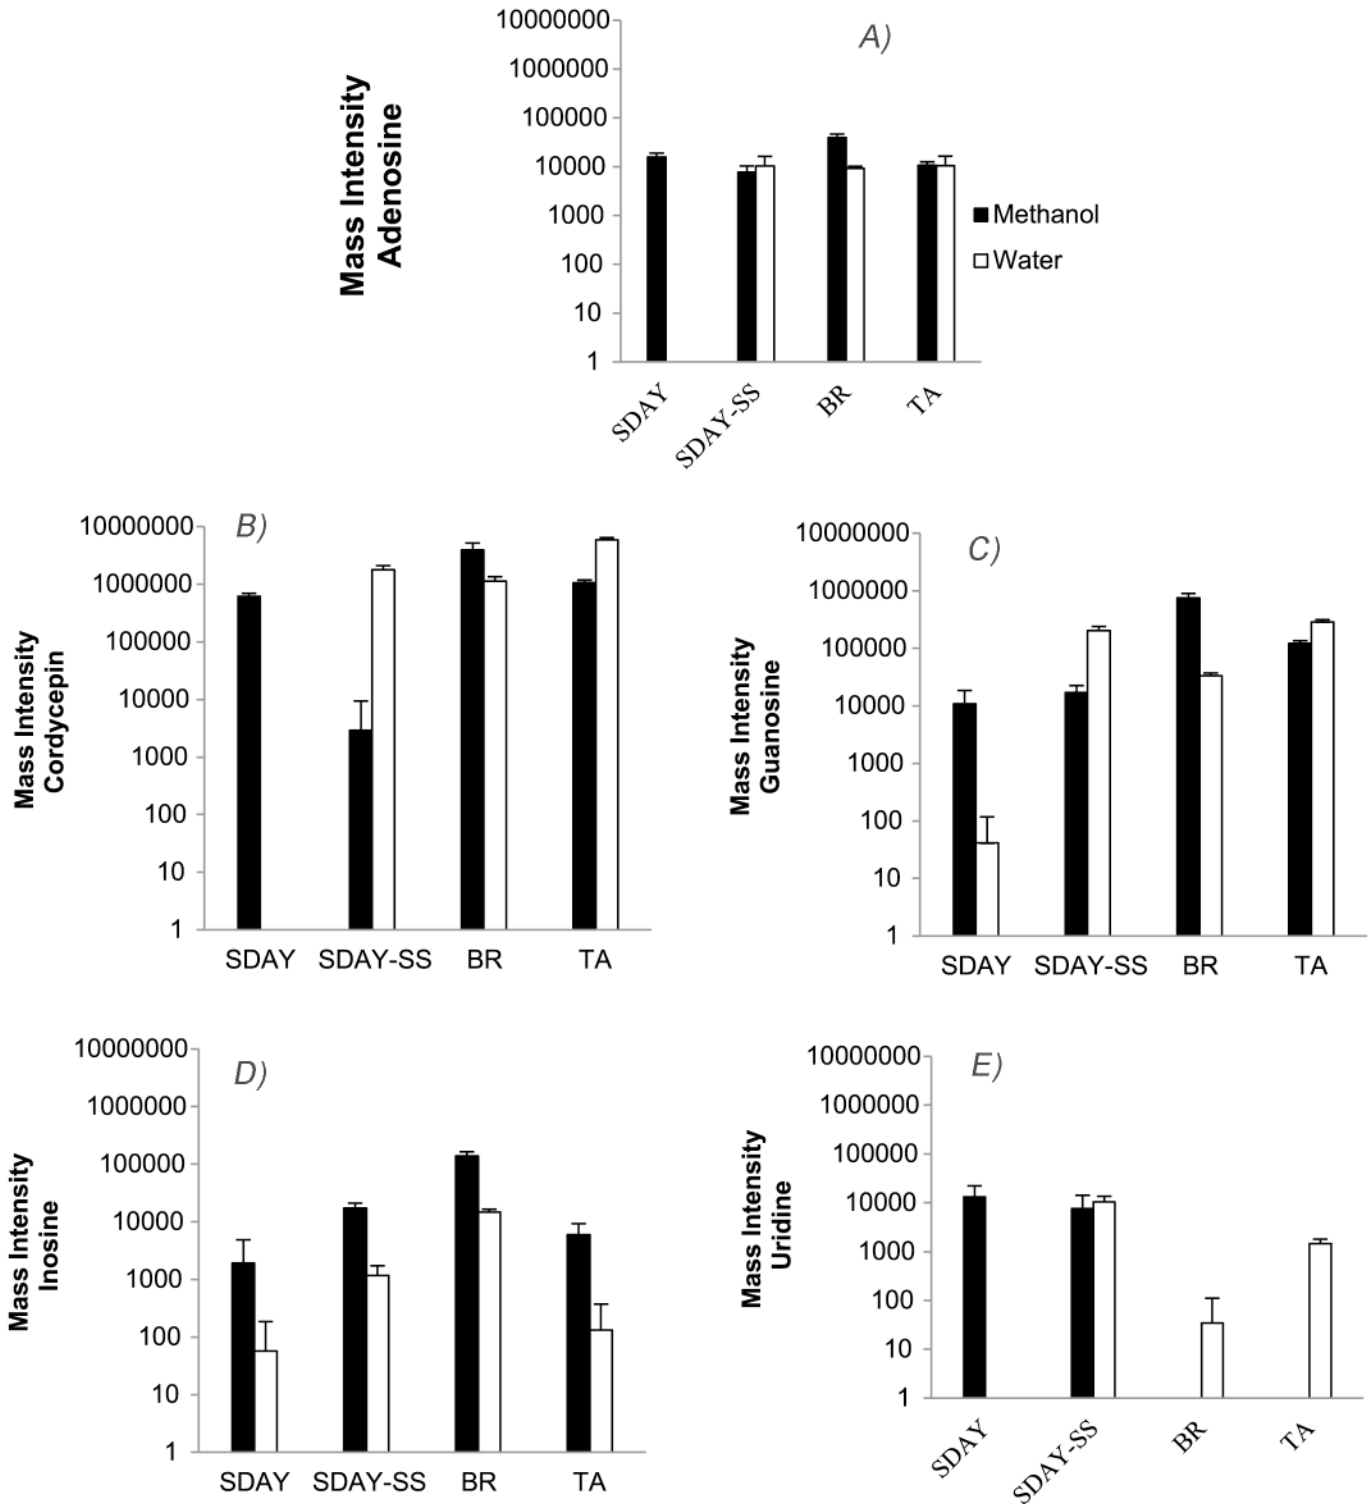 A)
Mass Intensity
Adenosine
10000000
1000000
100000
10000
1000
100
10
1
SDAY
SDAY-SS
BR
TA
Methanol
Water
B)
Mass Intensity
Cordycepin
10000000
1000000
100000
10000
1000
100
10
1
SDAY SDAY-SS BR TA
C)
Mass Intensity
Guanosine
10000000
1000000
100000
10000
1000
100
10
1
SDAY SDAY-SS BR TA
D)
Mass Intensity
Inosine
10000000
1000000
100000
10000
1000
100
10
1
SDAY SDAY-SS BR TA
E)
Mass Intensity
Uridine
10000000
1000000
100000
10000
1000
100
10
1
SDAY
SDAY-SS
BR
TA